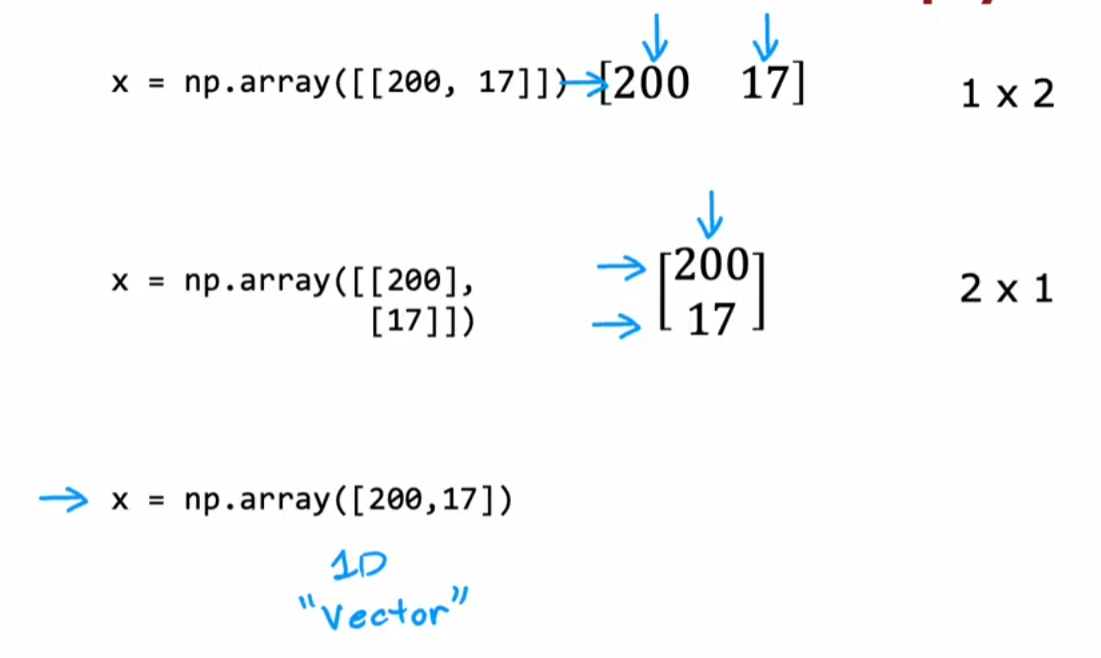 x = np.array([[200, 17]]) → [200 17] 1 x 2
x = np.array([[200], → [200 2 x 1
[17]]) → 17]
→ x = np.array([200,17])
1D
"Vector"